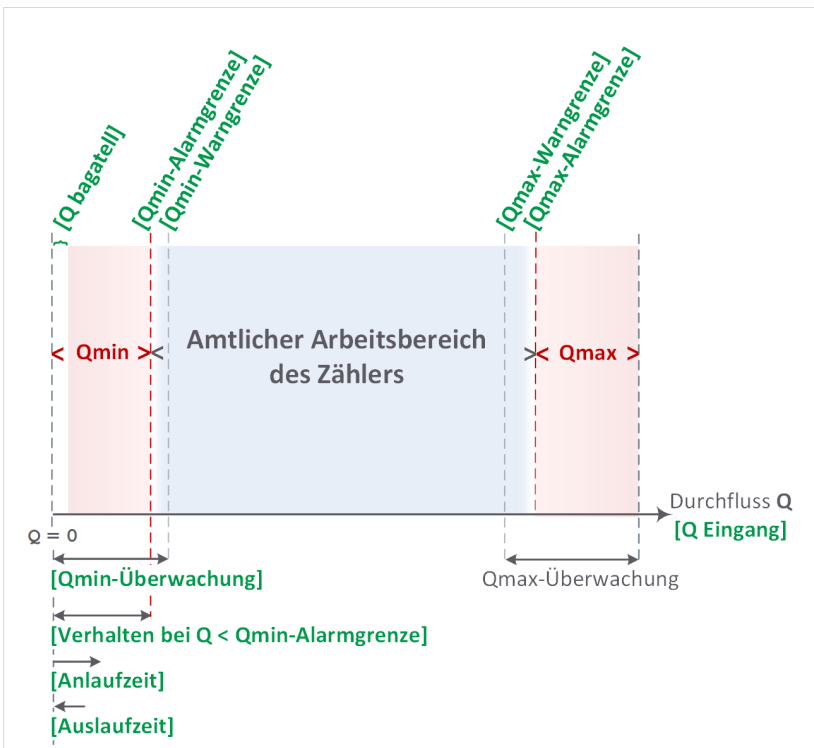 } [Q bagatell]
[Qmin-Alarmgrenze]
[Qmin-Warngrenze]
[Qmax-Warngrenze]
[Qmax-Alarmgrenze]
< Qmin >
<
Amtlicher Arbeitsbereich
des Zählers
>
< Qmax >
Durchfluss Q
[Q Eingang]
Q = 0
[Qmin-Überwachung]
Qmax-Überwachung
[Verhalten bei Q < Qmin-Alarmgrenze]
[Anlaufzeit]
[Auslaufzeit]